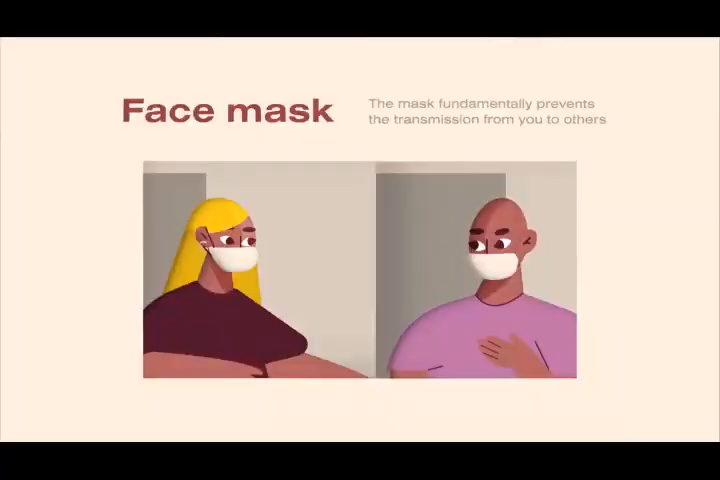 Face mask
The mask fundamentally prevents
the transmission from you to others